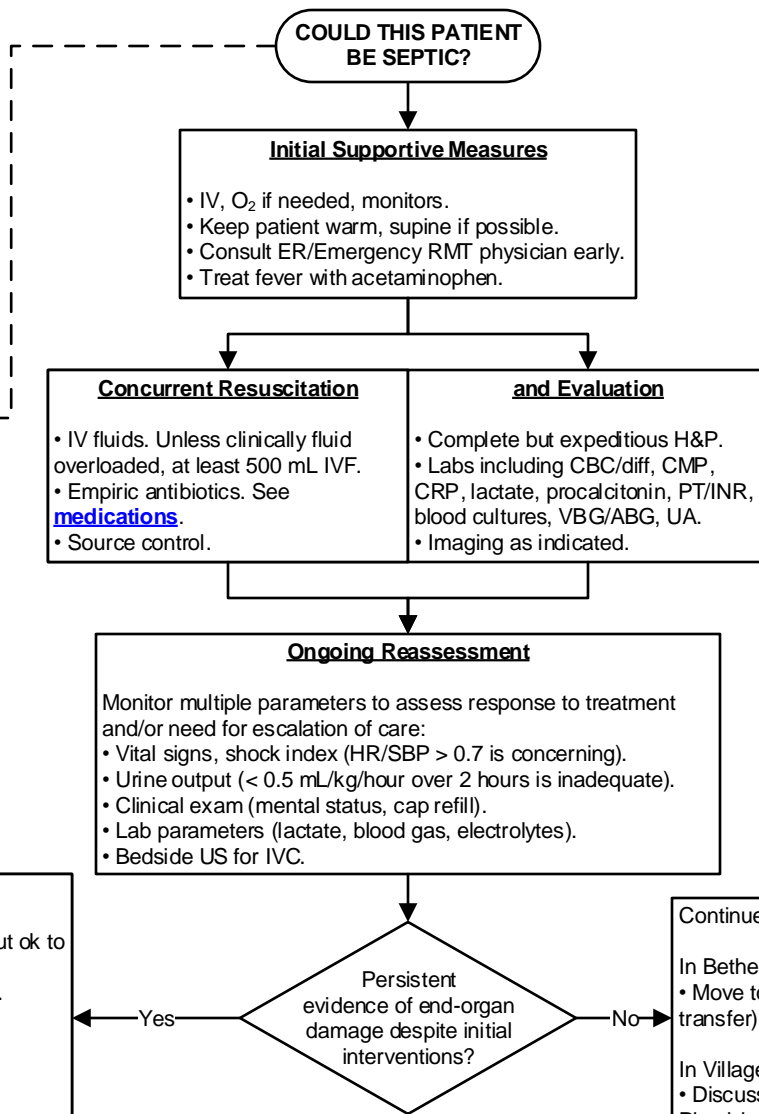 COULD THIS PATIENT
BE SEPTIC?
Initial Supportive Measures
• IV, O₂ if needed, monitors.
• Keep patient warm, supine if possible.
• Consult ER/Emergency RMT physician early.
• Treat fever with acetaminophen.
Concurrent Resuscitation
• IV fluids. Unless clinically fluid
overloaded, at least 500 mL IVF.
• Empiric antibiotics. See
medications.
• Source control.
and Evaluation
• Complete but expeditious H&P.
• Labs including CBC/diff, CMP,
CRP, lactate, procalcitonin, PT/INR,
blood cultures, VBG/ABG, UA.
• Imaging as indicated.
Ongoing Reassessment
Monitor multiple parameters to assess response to treatment
and/or need for escalation of care:
• Vital signs, shock index (HR/SBP > 0.7 is concerning).
• Urine output (< 0.5 mL/kg/hour over 2 hours is inadequate).
• Clinical exam (mental status, cap refill).
• Lab parameters (lactate, blood gas, electrolytes).
• Bedside US for IVC.
ok to
Persistent
evidence of end-organ
damage despite initial
interventions?
Yes
No
Continue
In
• Move to
transfer)
In Village
• Discuss